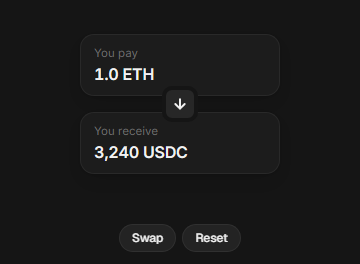 You pay
1.0 ETH
You receive
3,240 USDC
Swap Reset